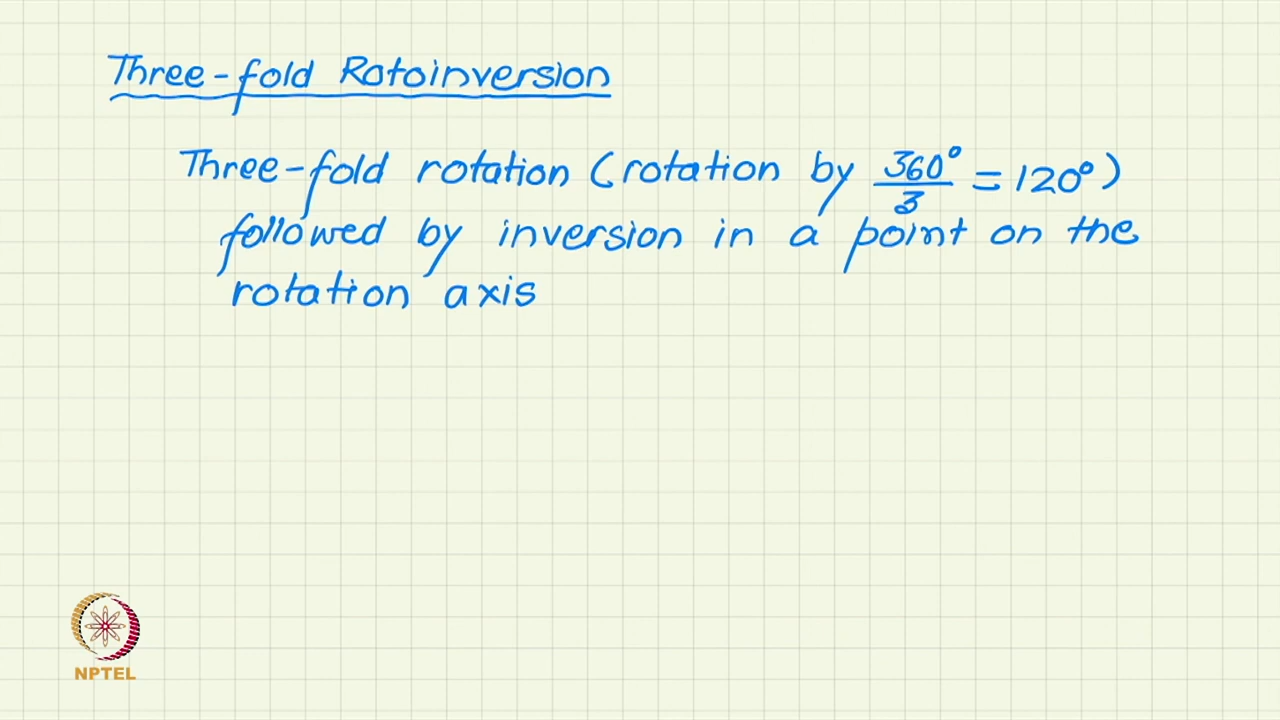 Three-fold Rotoinversion
Three-fold rotation (rotation by 360°/3 = 120°)
followed by inversion in a point on the
rotation axis
NPTEL